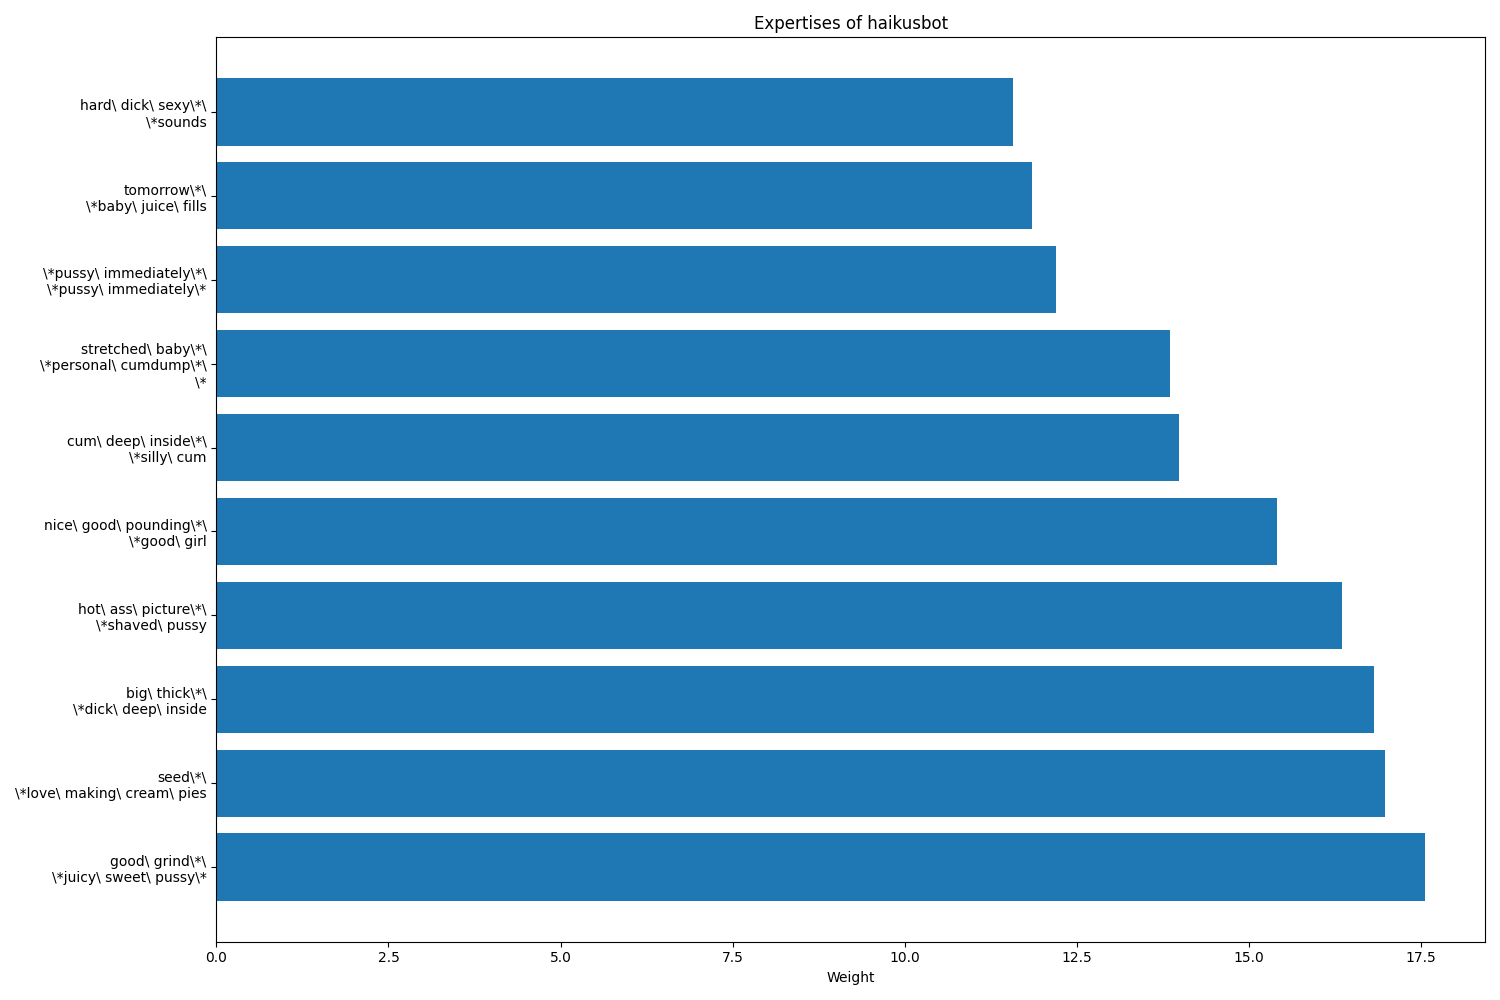 Expertises of haikusbot
hard\ dick\ sexy\*\
\*sounds
tomorrow\*\
\*baby\ juice\ fills
\*pussy\ immediately\*\
\*pussy\ immediately\*
stretched\ baby\*\
\*personal\ cumdump\*\
\*
cum\ deep\ inside\*\
\*silly\ cum
nice\ good\ pounding\*\
\*good\ girl
hot\ ass\ picture\*\
\*shaved\ pussy
big\ thick\*\
\*dick\ deep\ inside
seed\*\
\*love\ making\ cream\ pies
good\ grind\*\
\*juicy\ sweet\ pussy\*
0.0 2.5 5.0 7.5 10.0 12.5 15.0 17.5
Weight